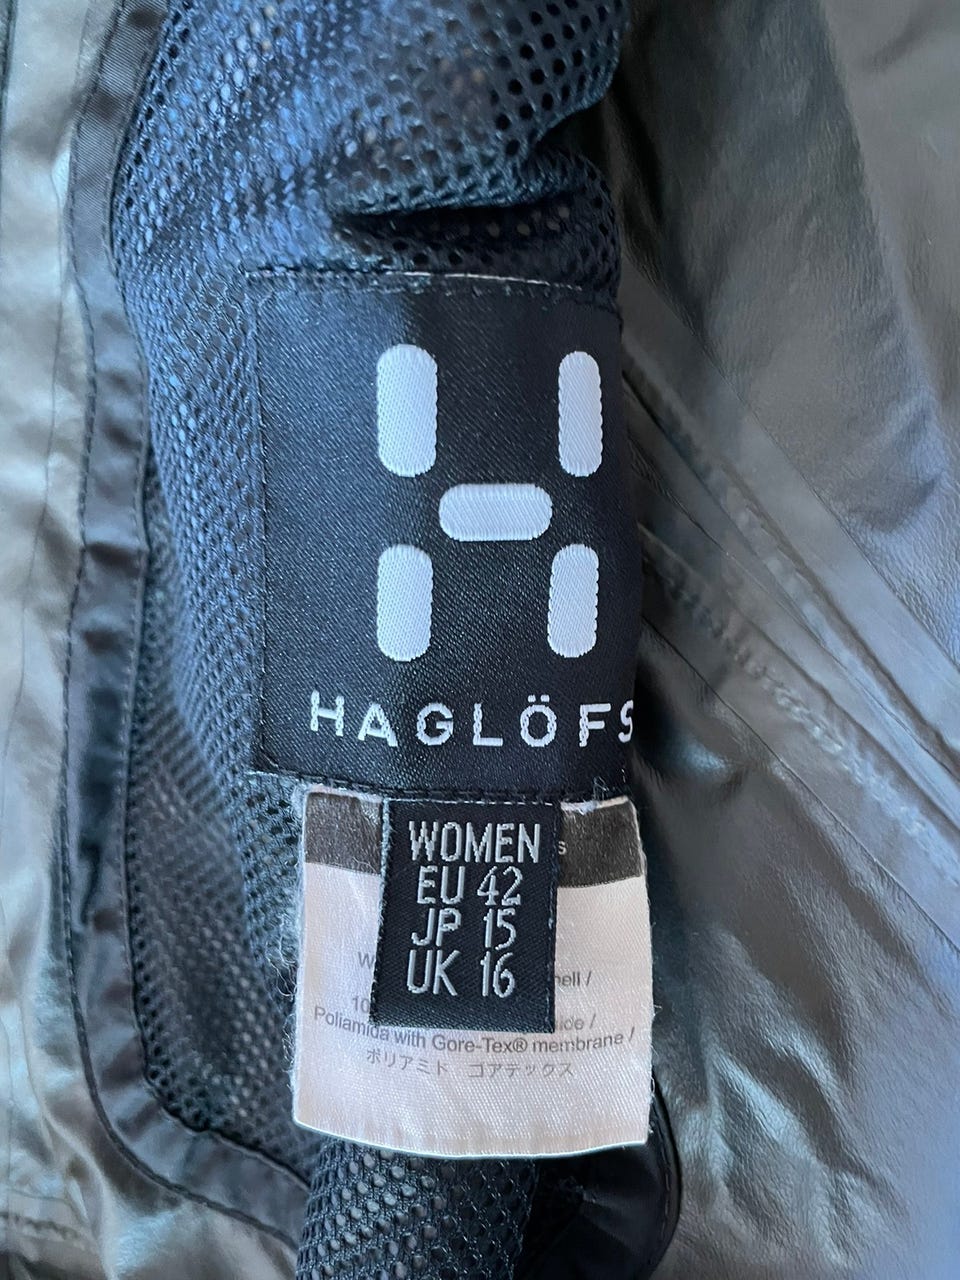 HAGLÖFS
WOMEN
EU 42
JP 15
UK 16
Poliamida with Gore-Tex® membrane /
ポリアミド ゴアテックス